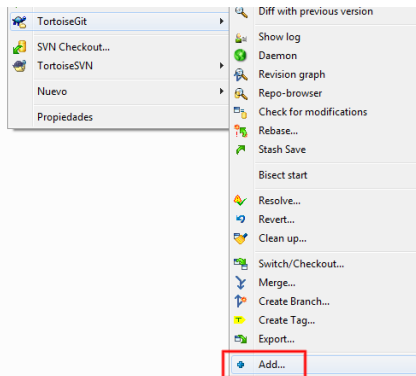 TortoiseGit
SVN Checkout...
TortoiseSVN
Nuevo
Propiedades
Diff with previous version
Show log
Daemon
Revision graph
Repo-browser
Check for modifications
Rebase...
Stash Save
Bisect start
Resolve...
Revert...
Clean up...
Switch/Checkout...
Merge...
Create Branch...
Create Tag...
Export...
Add...